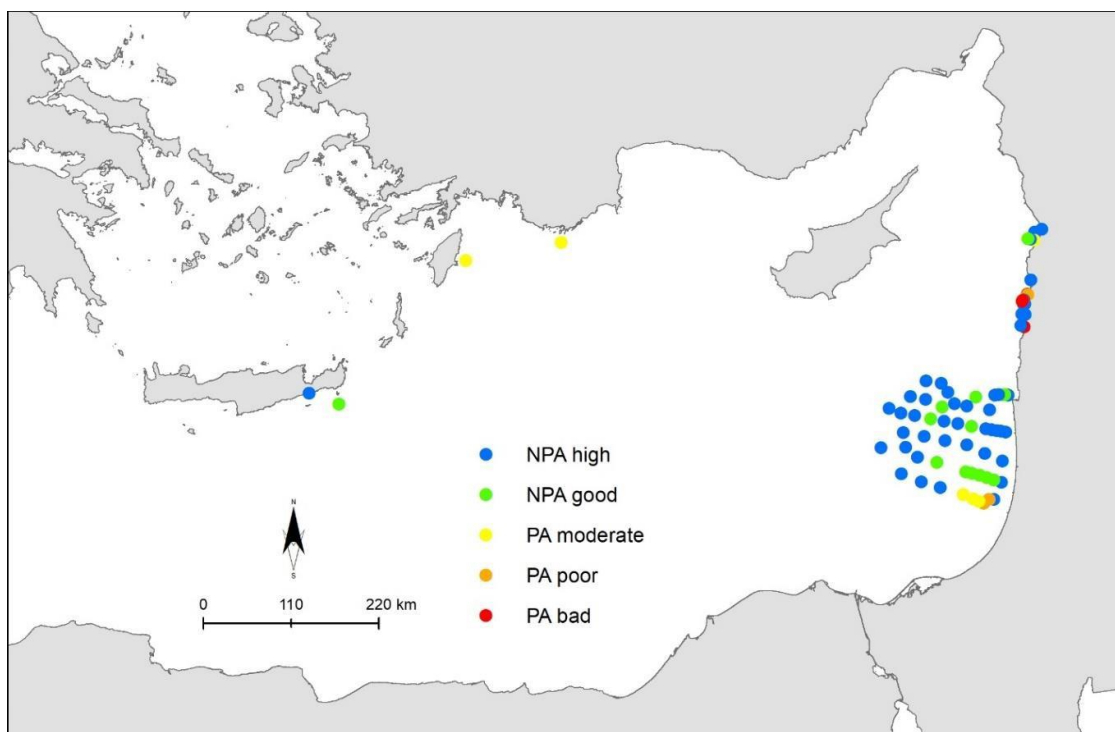 NPA high
NPA good
PA moderate
PA poor
PA bad
N
S
0 110 220 km